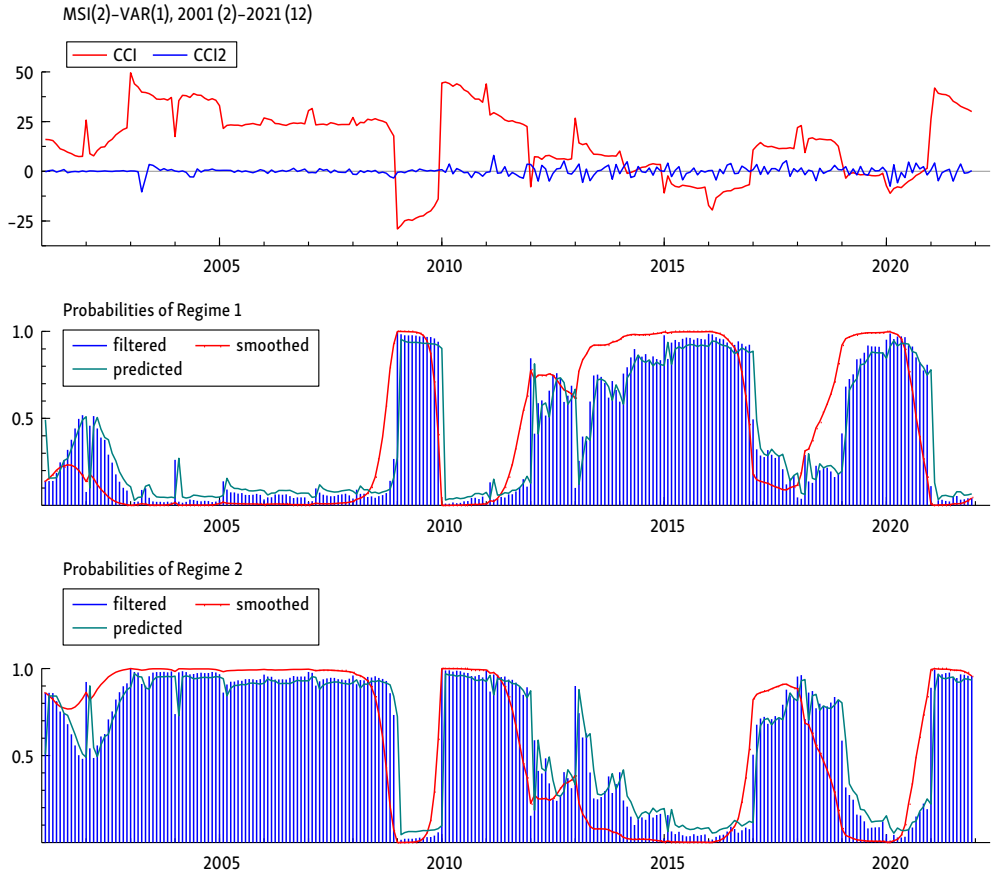 MSI(2)–VAR(1), 2001 (2)–2021 (12)
CCI CCI2
50
25
0
−25
2005 2010 2015 2020
Probabilities of Regime 1
1.0
filtered smoothed
predicted
0.5
2005 2010 2015 2020
Probabilities of Regime 2
filtered smoothed
predicted
1.0
0.5
2005 2010 2015 2020